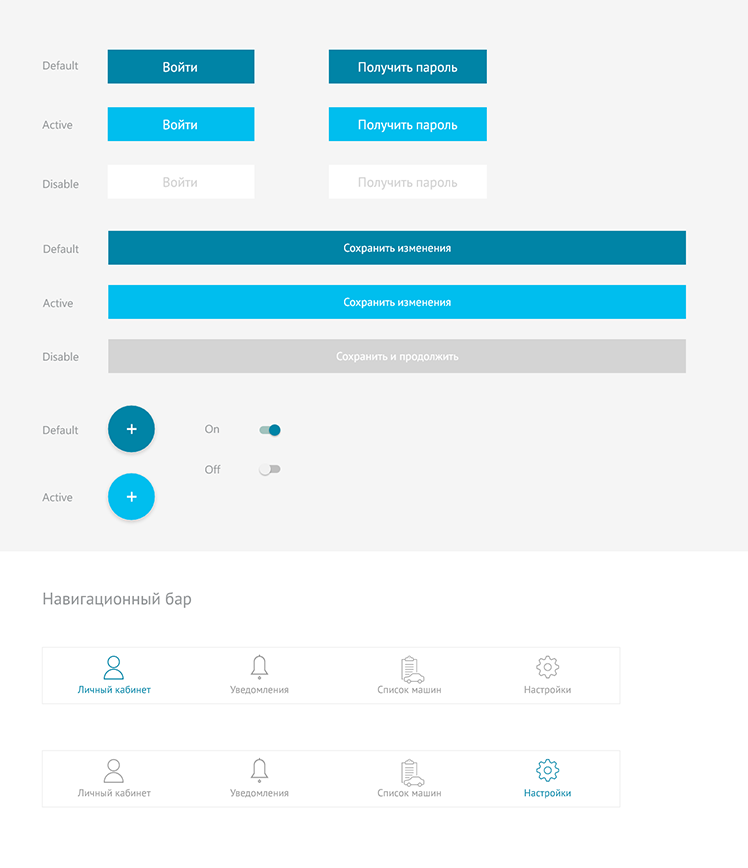 Default Войти Получить пароль
Active Войти Получить пароль
Disable Войти Получить пароль
Default Сохранить изменения
Active Сохранить изменения
Disable Сохранить и продолжить
Default + On
Off
Active +
Навигационный бар
Личный кабинет Уведомления Список машин Настройки
Личный кабинет Уведомления Список машин Настройки